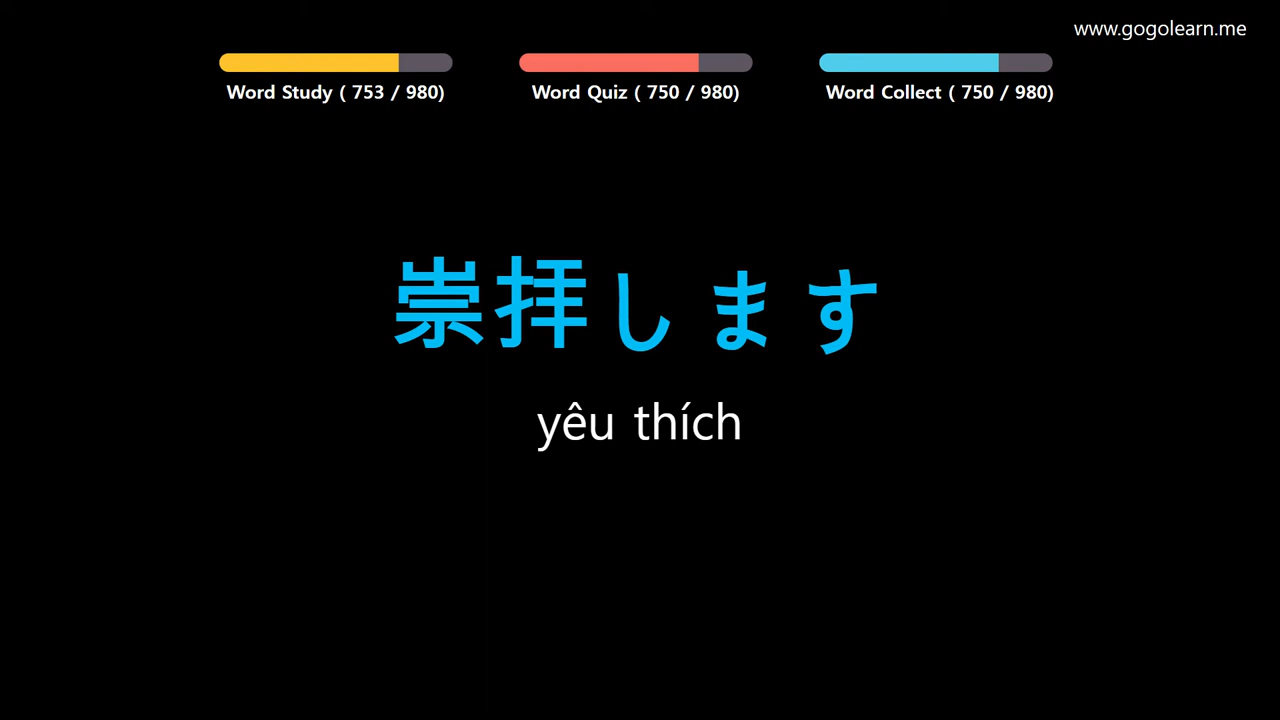 www.gogolearn.me
Word Study ( 753 / 980)
Word Quiz ( 750 / 980)
Word Collect ( 750 / 980)
崇拝します
yêu thích